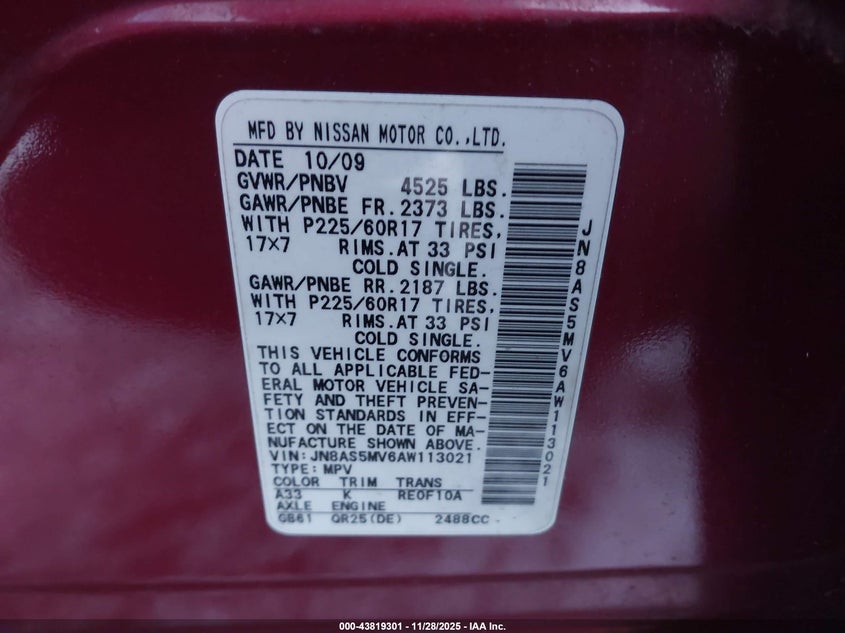 MFD BY NISSAN MOTOR CO.,LTD.
DATE 10/09
GVWR/PNBV 4525 LBS.
GAWR/PNBE FR. 2373 LBS.
WITH P225/60R17 TIRES,
17×7 RIMS.AT 33 PSI
COLD SINGLE.
GAWR/PNBE RR. 2187 LBS.
WITH P225/60R17 TIRES,
17×7 RIMS.AT 33 PSI
COLD SINGLE.
THIS VEHICLE CONFORMS
TO ALL APPLICABLE FED-
ERAL MOTOR VEHICLE SA-
FETY AND THEFT PREVEN-
TION STANDARDS IN EFF-
ECT ON THE DATE OF MA-
NUFACTURE SHOWN ABOVE.
VIN: JN8AS5MV6AW113021
TYPE: MPV
COLOR TRIM TRANS
A33 K RE0F10A
AXLE ENGINE
GB61 QR25(DE) 2488CC
JN8AS5MV6AW113021
000-43819301 — 11/28/2025 — IAA Inc.